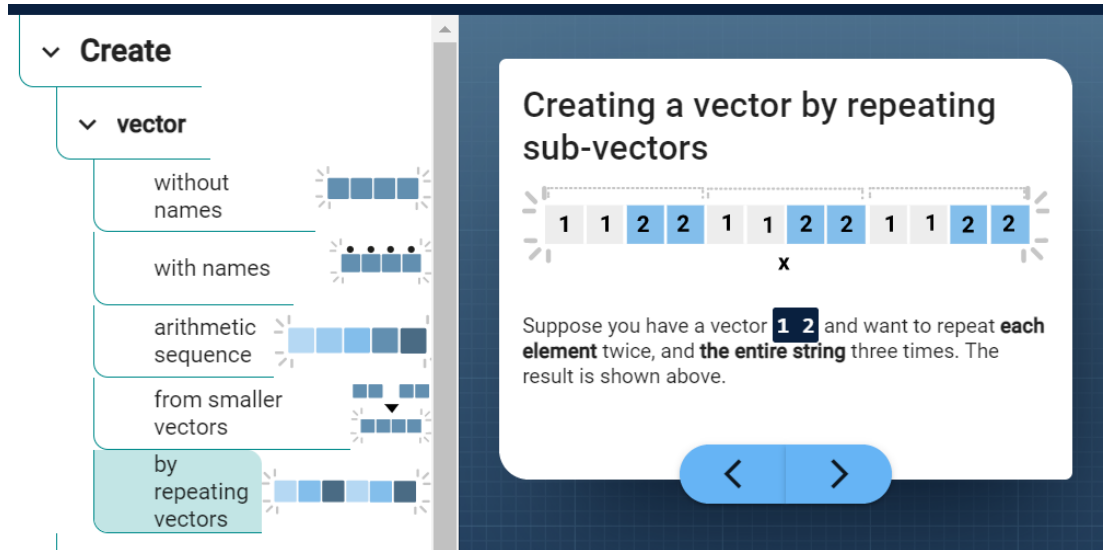 Create
vector
without
names
with names
arithmetic
sequence
from smaller
vectors
by
repeating
vectors
Creating a vector by repeating
sub-vectors
1 1 2 2 1 1 2 2 1 1 2 2
x
Suppose you have a vector 1 2 and want to repeat each
element twice, and the entire string three times. The
result is shown above.